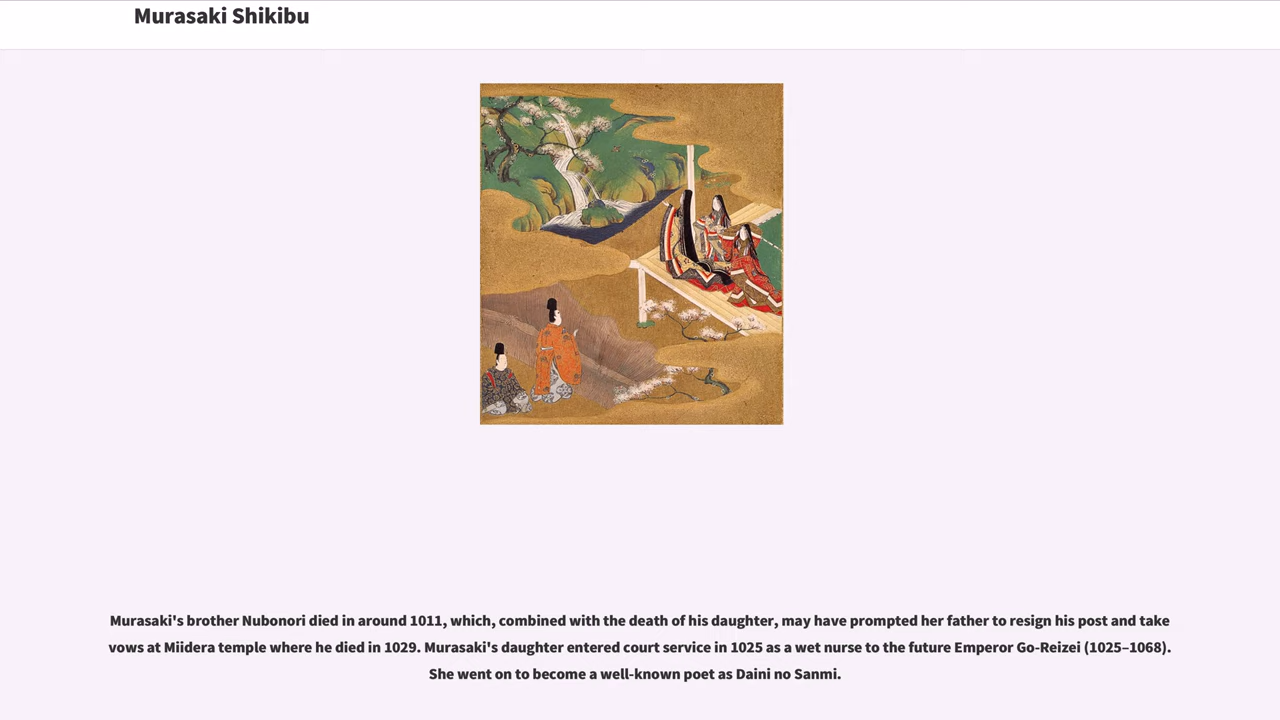 Murasaki Shikibu
Murasaki's brother Nubonori died in around 1011, which, combined with the death of his daughter, may have prompted her father to resign his post and take
vows at Miidera temple where he died in 1029. Murasaki's daughter entered court service in 1025 as a wet nurse to the future Emperor Go-Reizei (1025–1068).
She went on to become a well-known poet as Daini no Sanmi.